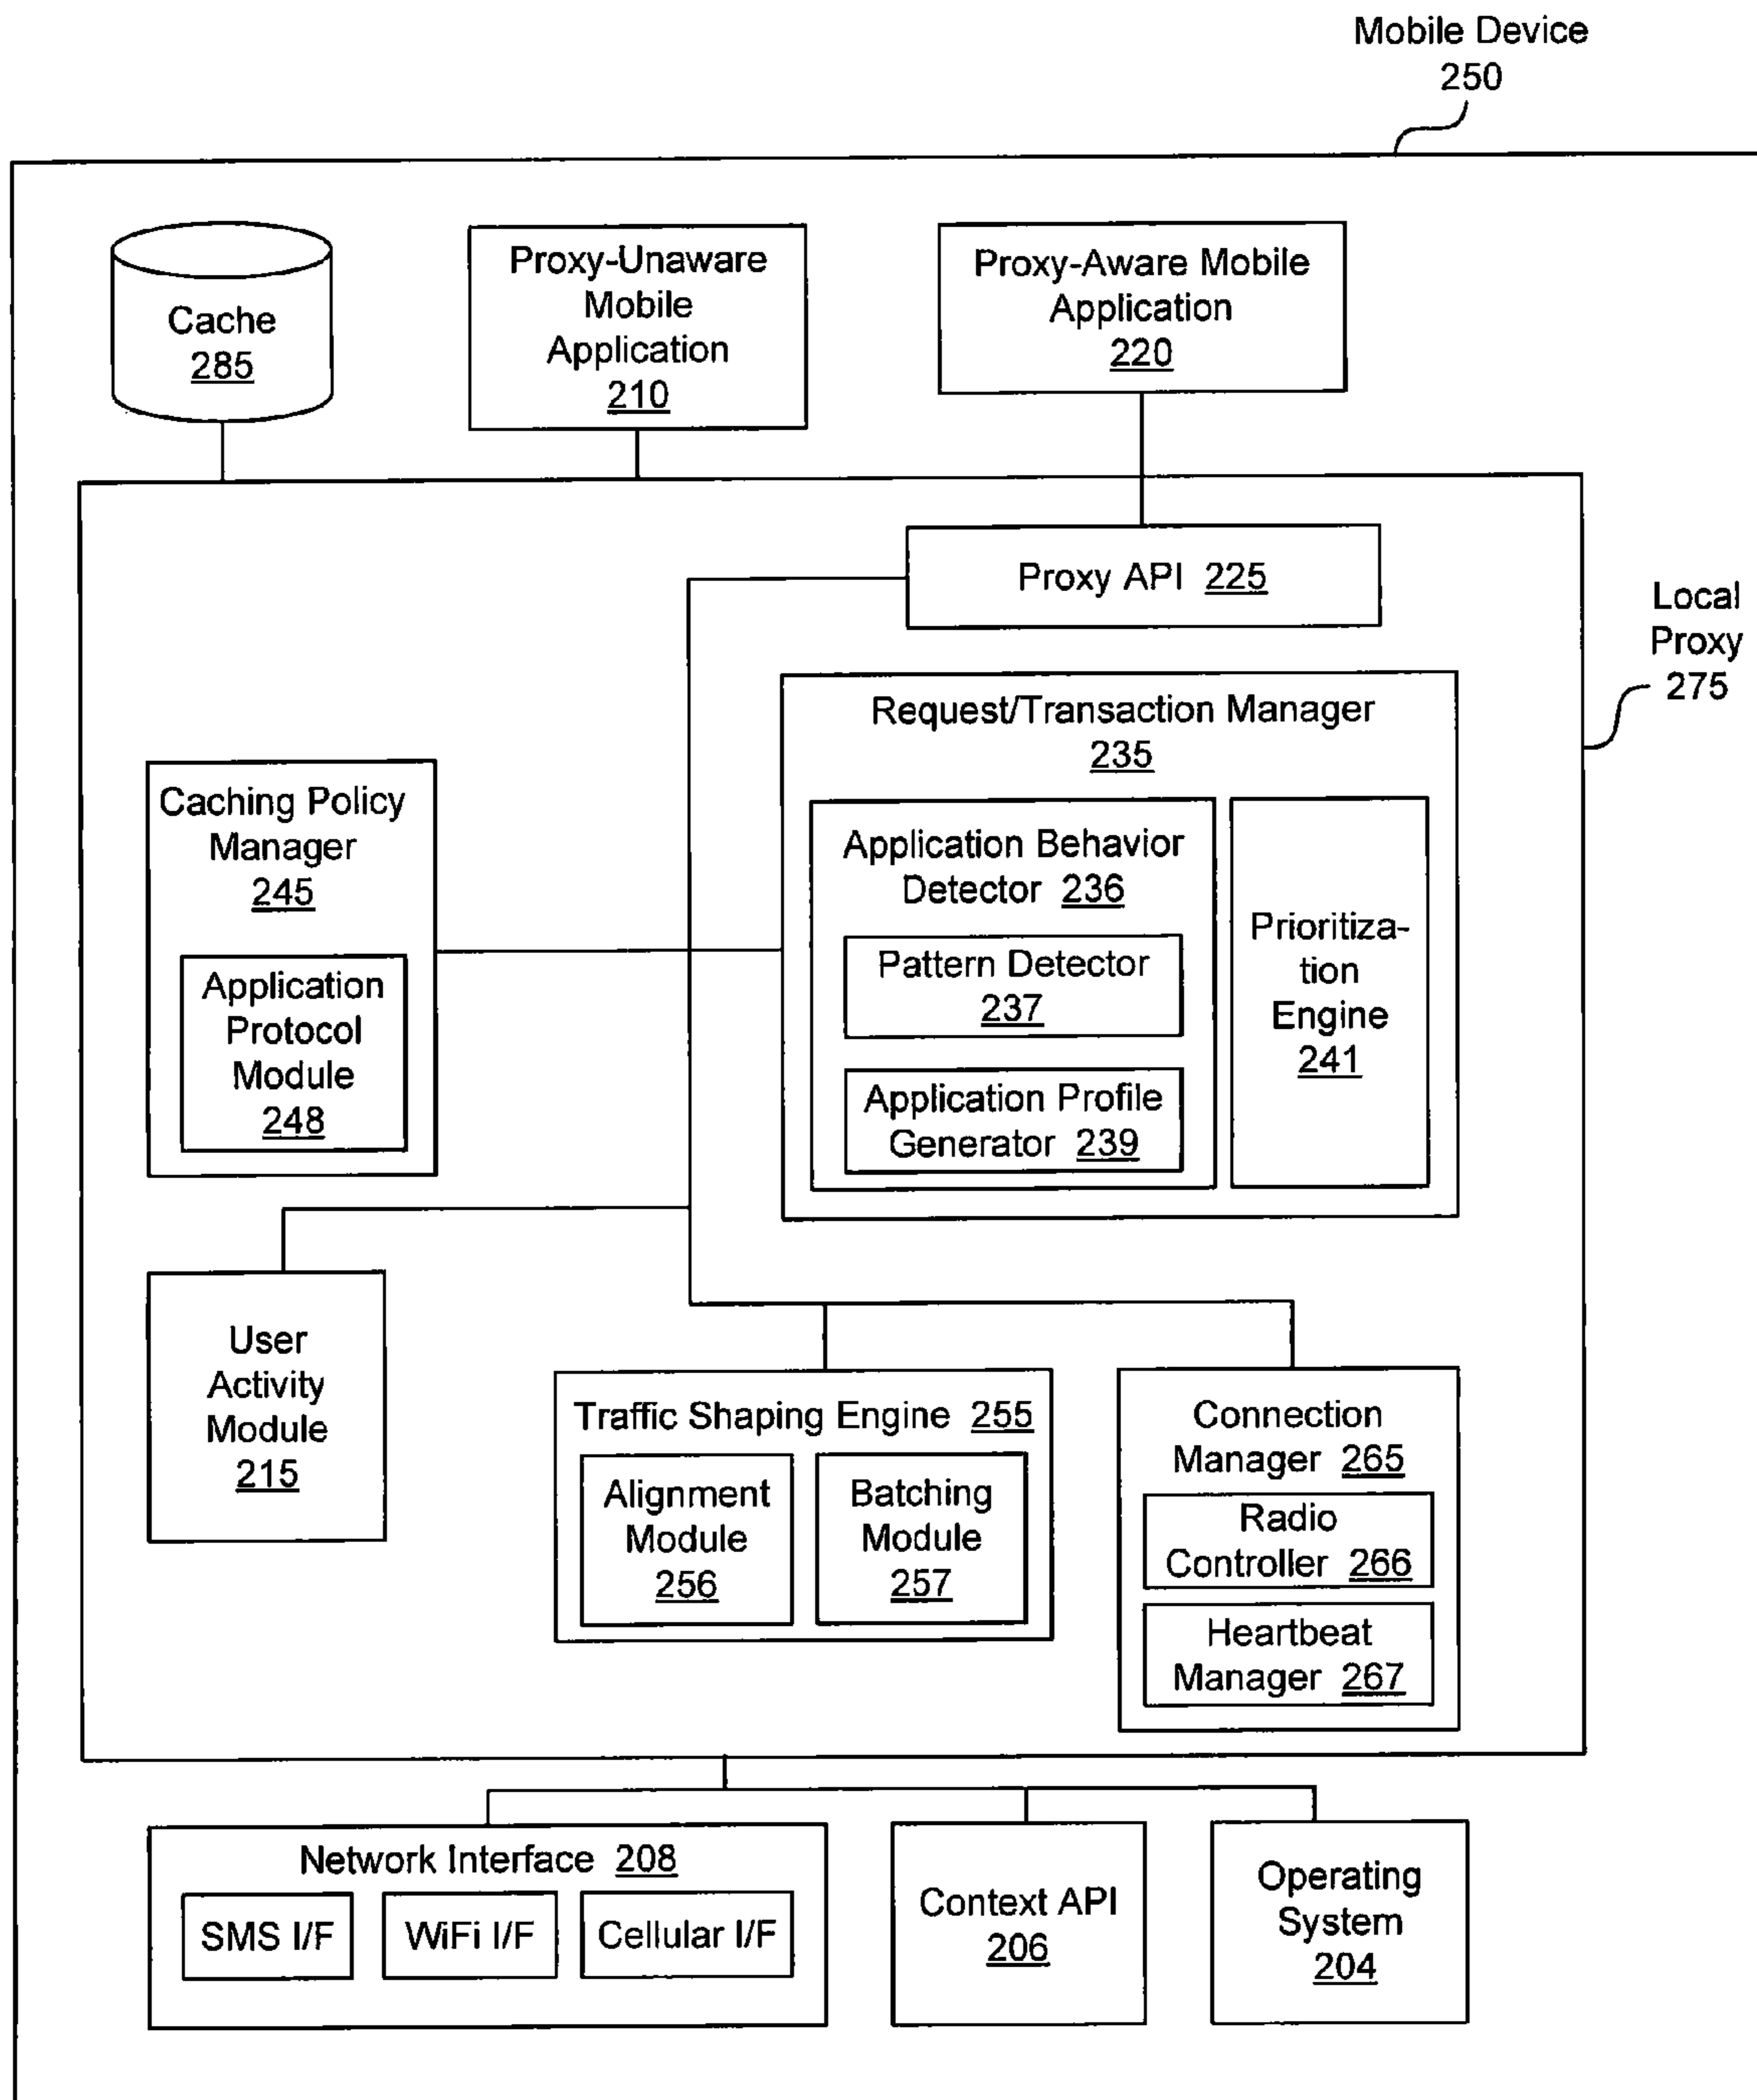 Mobile Device
250
Cache
285
Proxy-Unaware
Mobile
Application
210
Proxy-Aware Mobile
Application
220
Proxy API 225
Local
Proxy
275
Request/Transaction Manager
235
Caching Policy
Manager
245
Application
Protocol
Module
248
Application Behavior
Detector 236
Pattern Detector
237
Application Profile
Generator 239
Prioritiza-
tion
Engine
241
User
Activity
Module
215
Traffic Shaping Engine 255
Alignment
Module
256
Batching
Module
257
Connection
Manager 265
Radio
Controller 266
Heartbeat
Manager 267
Network Interface 208
SMS I/F
WiFi I/F
Cellular I/F
Context API
206
Operating
System
204